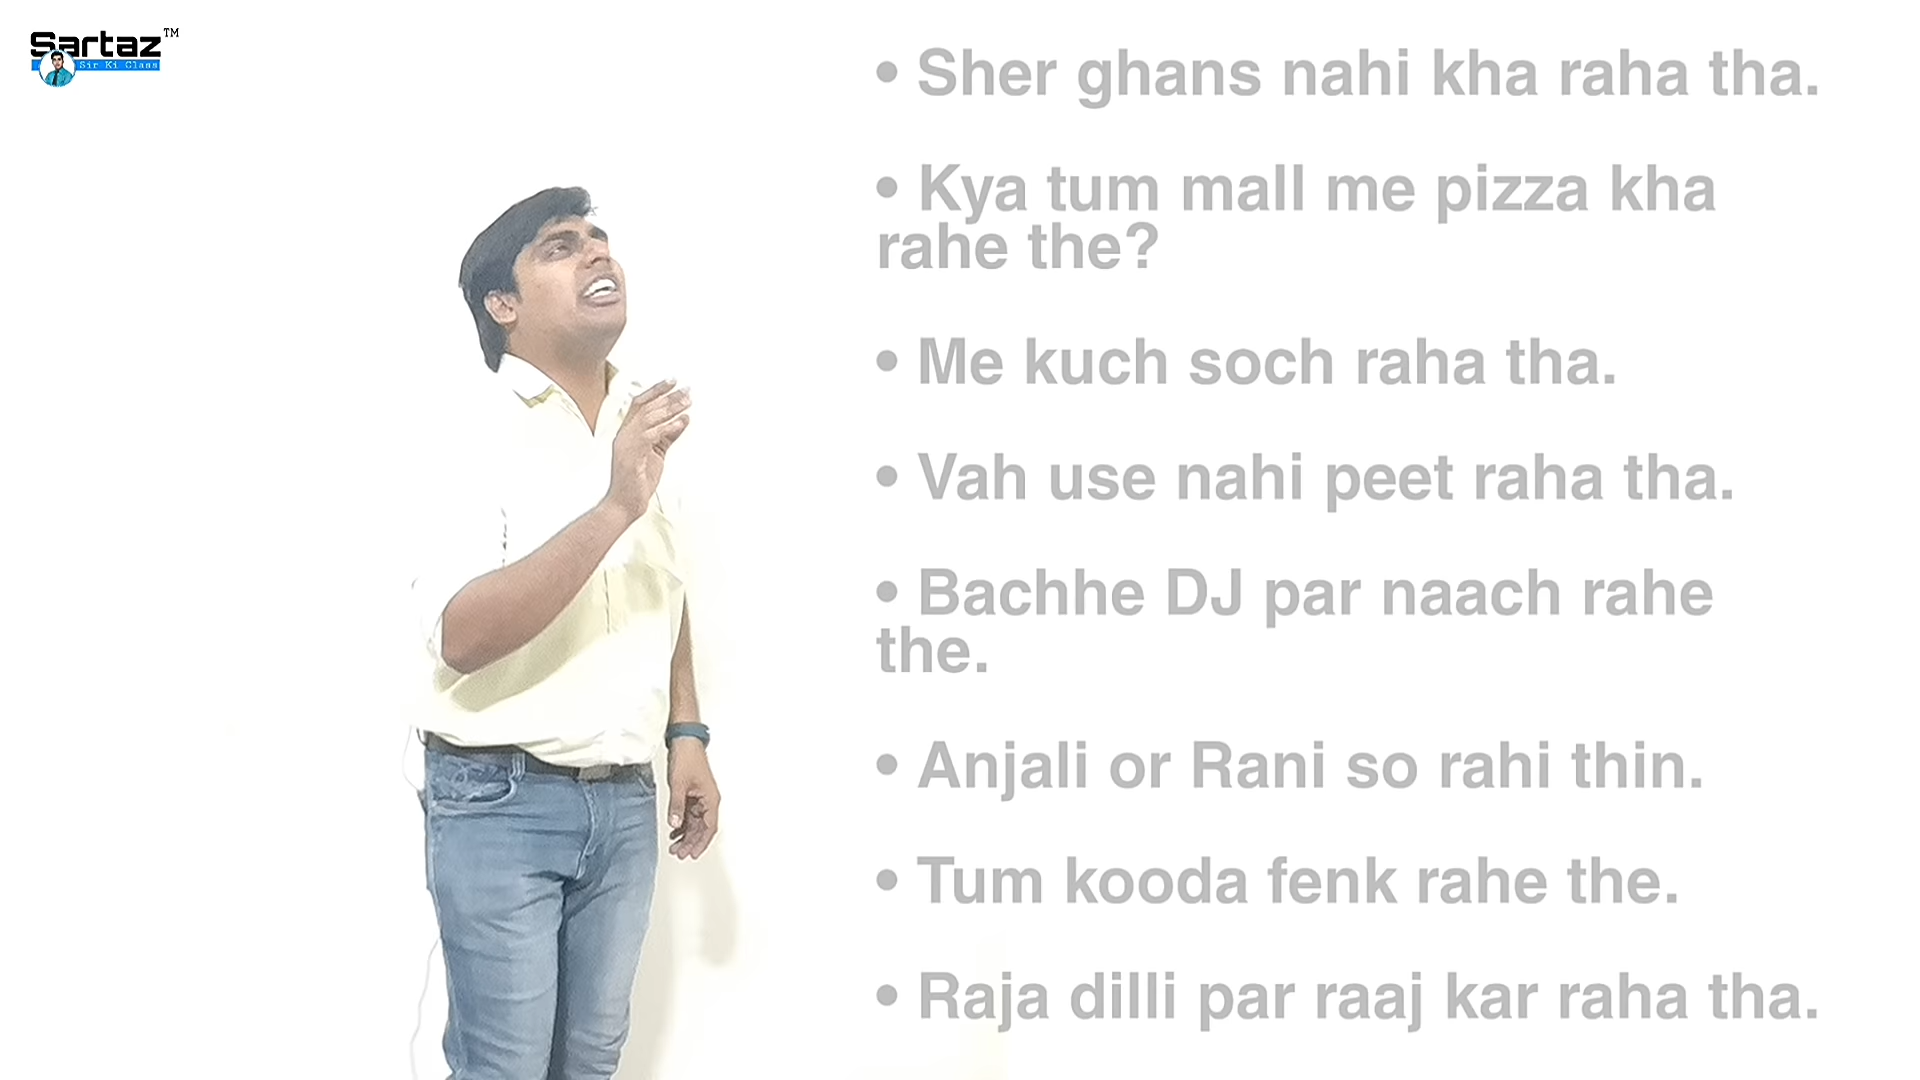 Sartaz™
Sir Ki Class
• Sher ghans nahi kha raha tha.
• Kya tum mall me pizza kha
rahe the?
• Me kuch soch raha tha.
• Vah use nahi peet raha tha.
• Bachhe DJ par naach rahe
the.
• Anjali or Rani so rahi thin.
• Tum kooda fenk rahe the.
• Raja dilli par raaj kar raha tha.